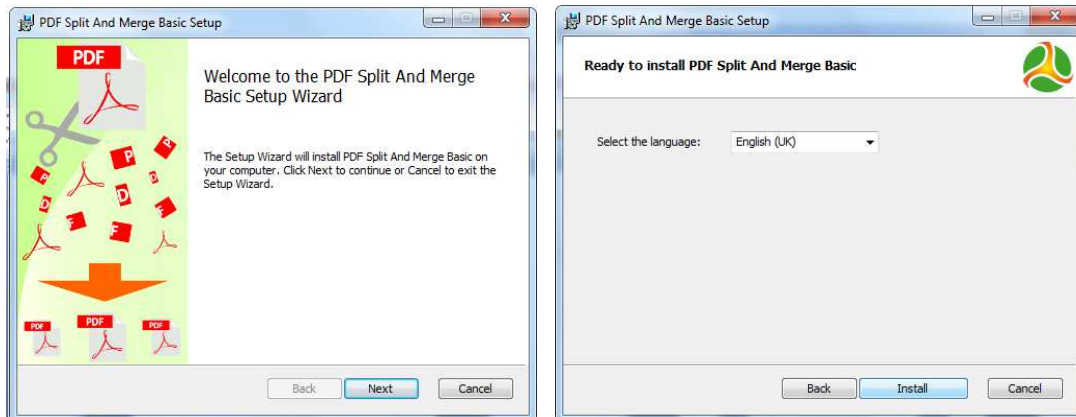 PDF Split And Merge Basic Setup
X
PDF
Welcome to the PDF Split And Merge
Basic Setup Wizard
The Setup Wizard will install PDF Split And Merge Basic on
your computer. Click Next to continue or Cancel to exit the
Setup Wizard.
P
P
P
D
D
D
F
F
F
PDF
PDF
PDF
Back
Next
Cancel
PDF Split And Merge Basic Setup
X
Ready to install PDF Split And Merge Basic
Select the language:
English (UK)
Back
Install
Cancel